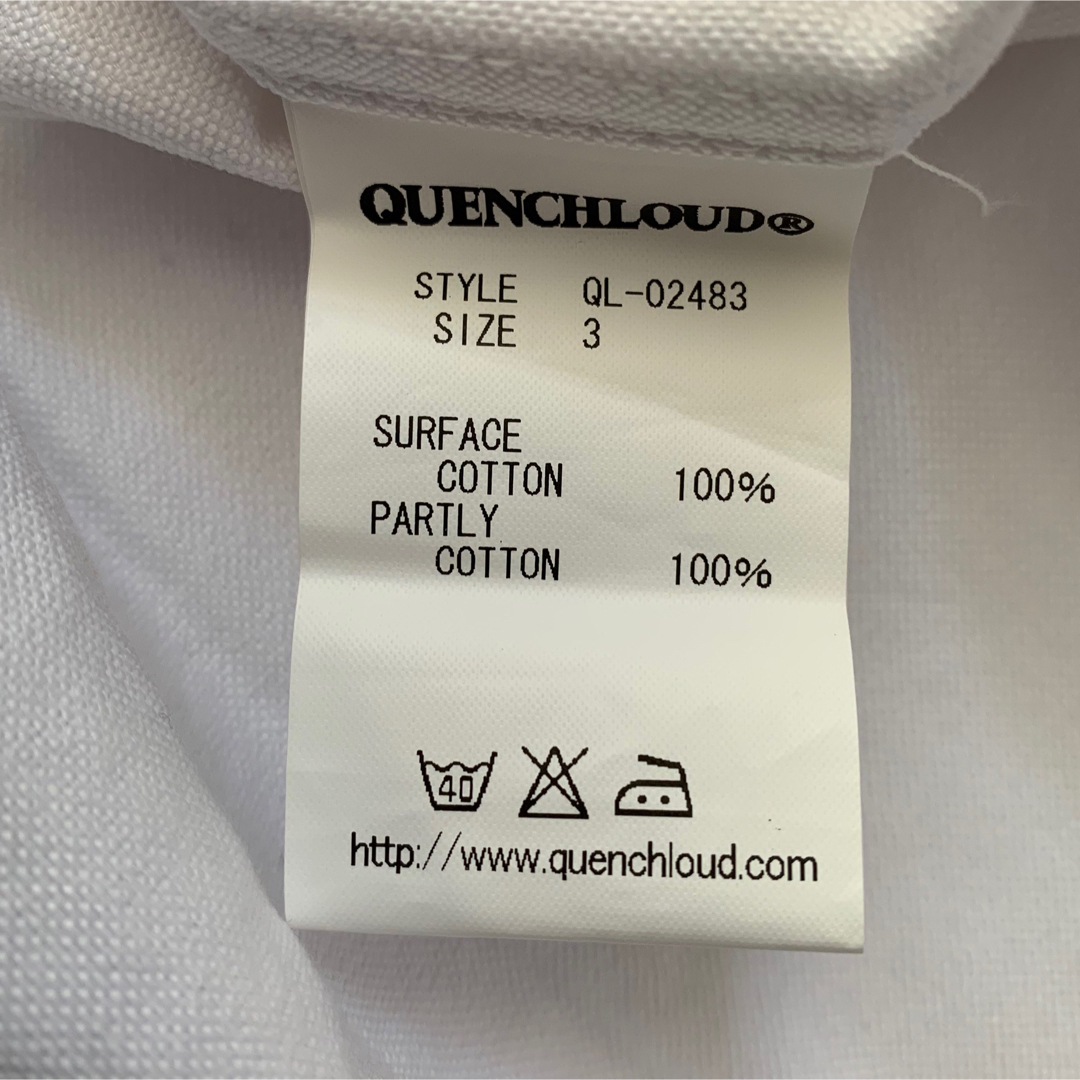 QUENCHLOUD®
STYLE QL-02483
SIZE 3
SURFACE
COTTON 100%
PARTLY
COTTON 100%
40
http://www.quenchloud.com